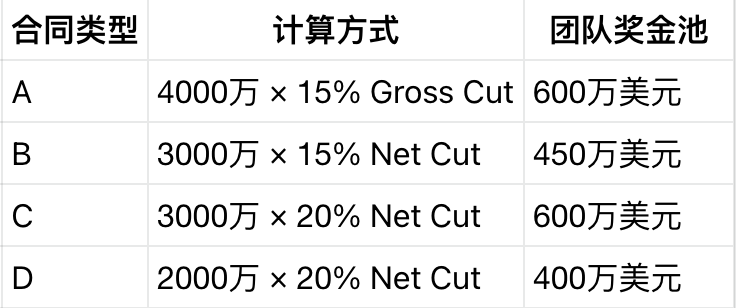 合同类型 计算方式 团队奖金池
A 4000万 × 15% Gross Cut 600万美元
B 3000万 × 15% Net Cut 450万美元
C 3000万 × 20% Net Cut 600万美元
D 2000万 × 20% Net Cut 400万美元